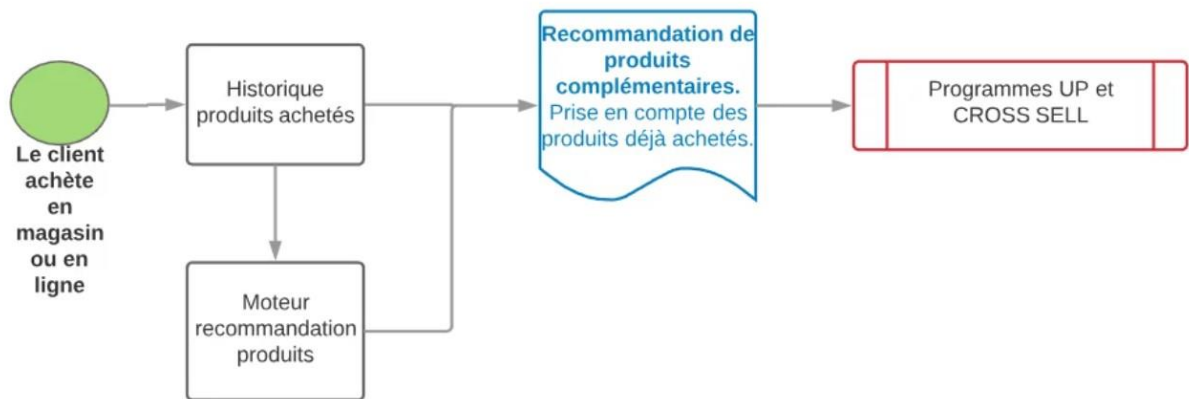 Le client
achète
en
magasin
ou en
ligne
Historique
produits achetés
Moteur
recommandation
produits
Recommandation de
produits
complémentaires.
Prise en compte des
produits déjà achetés.
Programmes UP et
CROSS SELL